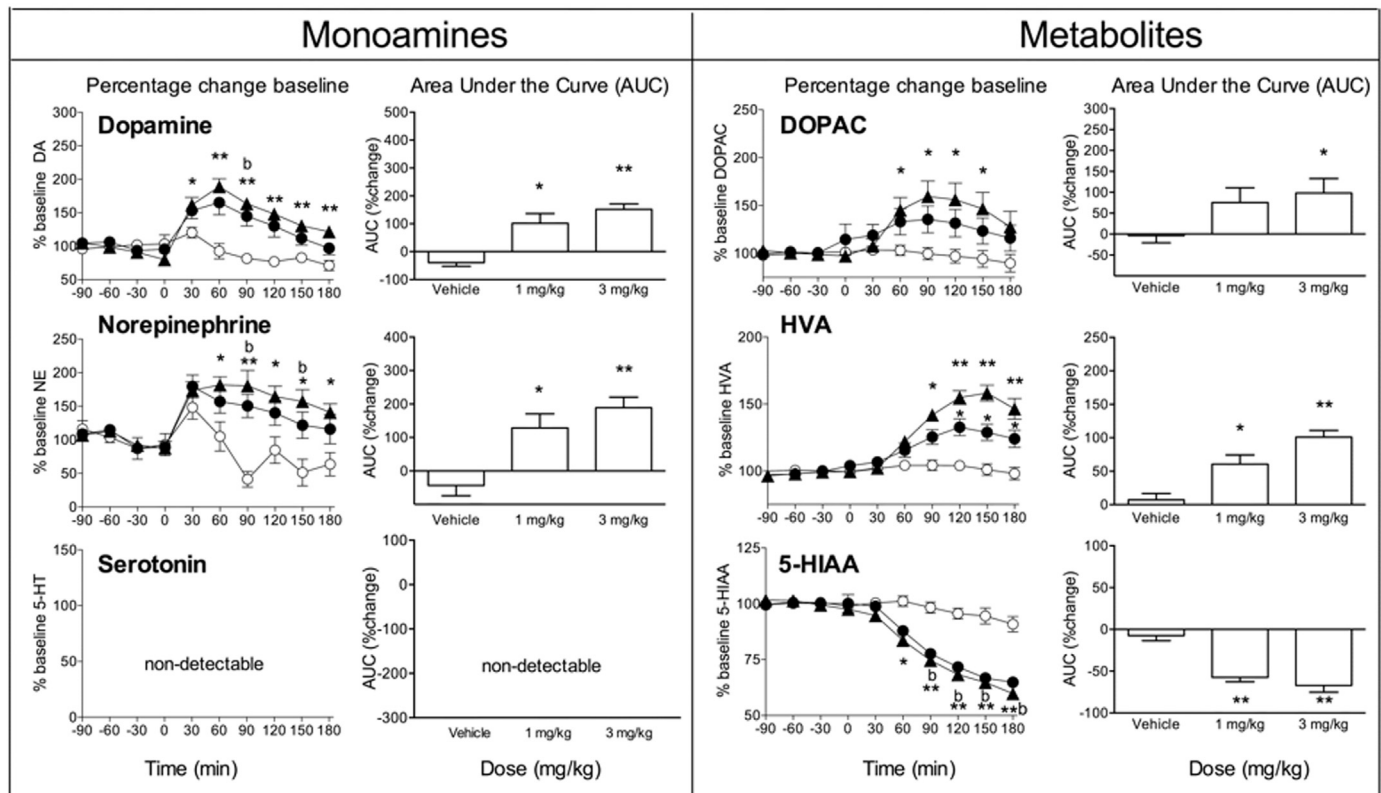 Monoamines
Metabolites
Percentage change baseline
Area Under the Curve (AUC)
Percentage change baseline
Area Under the Curve (AUC)
Dopamine
% baseline DA
300
250
200
150
100
50
* ** b ** ** ** **
-90 -60 -30 0 30 60 90 120 150 180
AUC (%change)
500
400
300
200
100
0
-100
* **
Vehicle 1 mg/kg 3 mg/kg
DOPAC
% baseline DOPAC
250
200
150
100
* * * *
-90 -60 -30 0 30 60 90 120 150 180
AUC (%change)
300
250
200
150
100
50
0
-50
*
Vehicle 1 mg/kg 3 mg/kg
Norepinephrine
% baseline NE
250
200
150
100
50
0
* b ** * b * *
-90 -60 -30 0 30 60 90 120 150 180
AUC (%change)
400
300
200
100
0
* **
Vehicle 1 mg/kg 3 mg/kg
HVA
% baseline HVA
200
150
100
* ** ** **
* * *
-90 -60 -30 0 30 60 90 120 150 180
AUC (%change)
250
200
150
100
50
0
* **
Vehicle 1 mg/kg 3 mg/kg
Serotonin
% baseline 5-HT
150
100
50
0
non-detectable
-90 -60 -30 0 30 60 90 120 150 180
Time (min)
AUC (%change)
100
0
-100
-200
-300
non-detectable
Vehicle 1 mg/kg 3 mg/kg
Dose (mg/kg)
5-HIAA
% baseline 5-HIAA
125
100
75
50
* b ** b ** b ** **b
-90 -60 -30 0 30 60 90 120 150 180
Time (min)
AUC (%change)
100
50
0
-50
-100
** **
Vehicle 1 mg/kg 3 mg/kg
Dose (mg/kg)